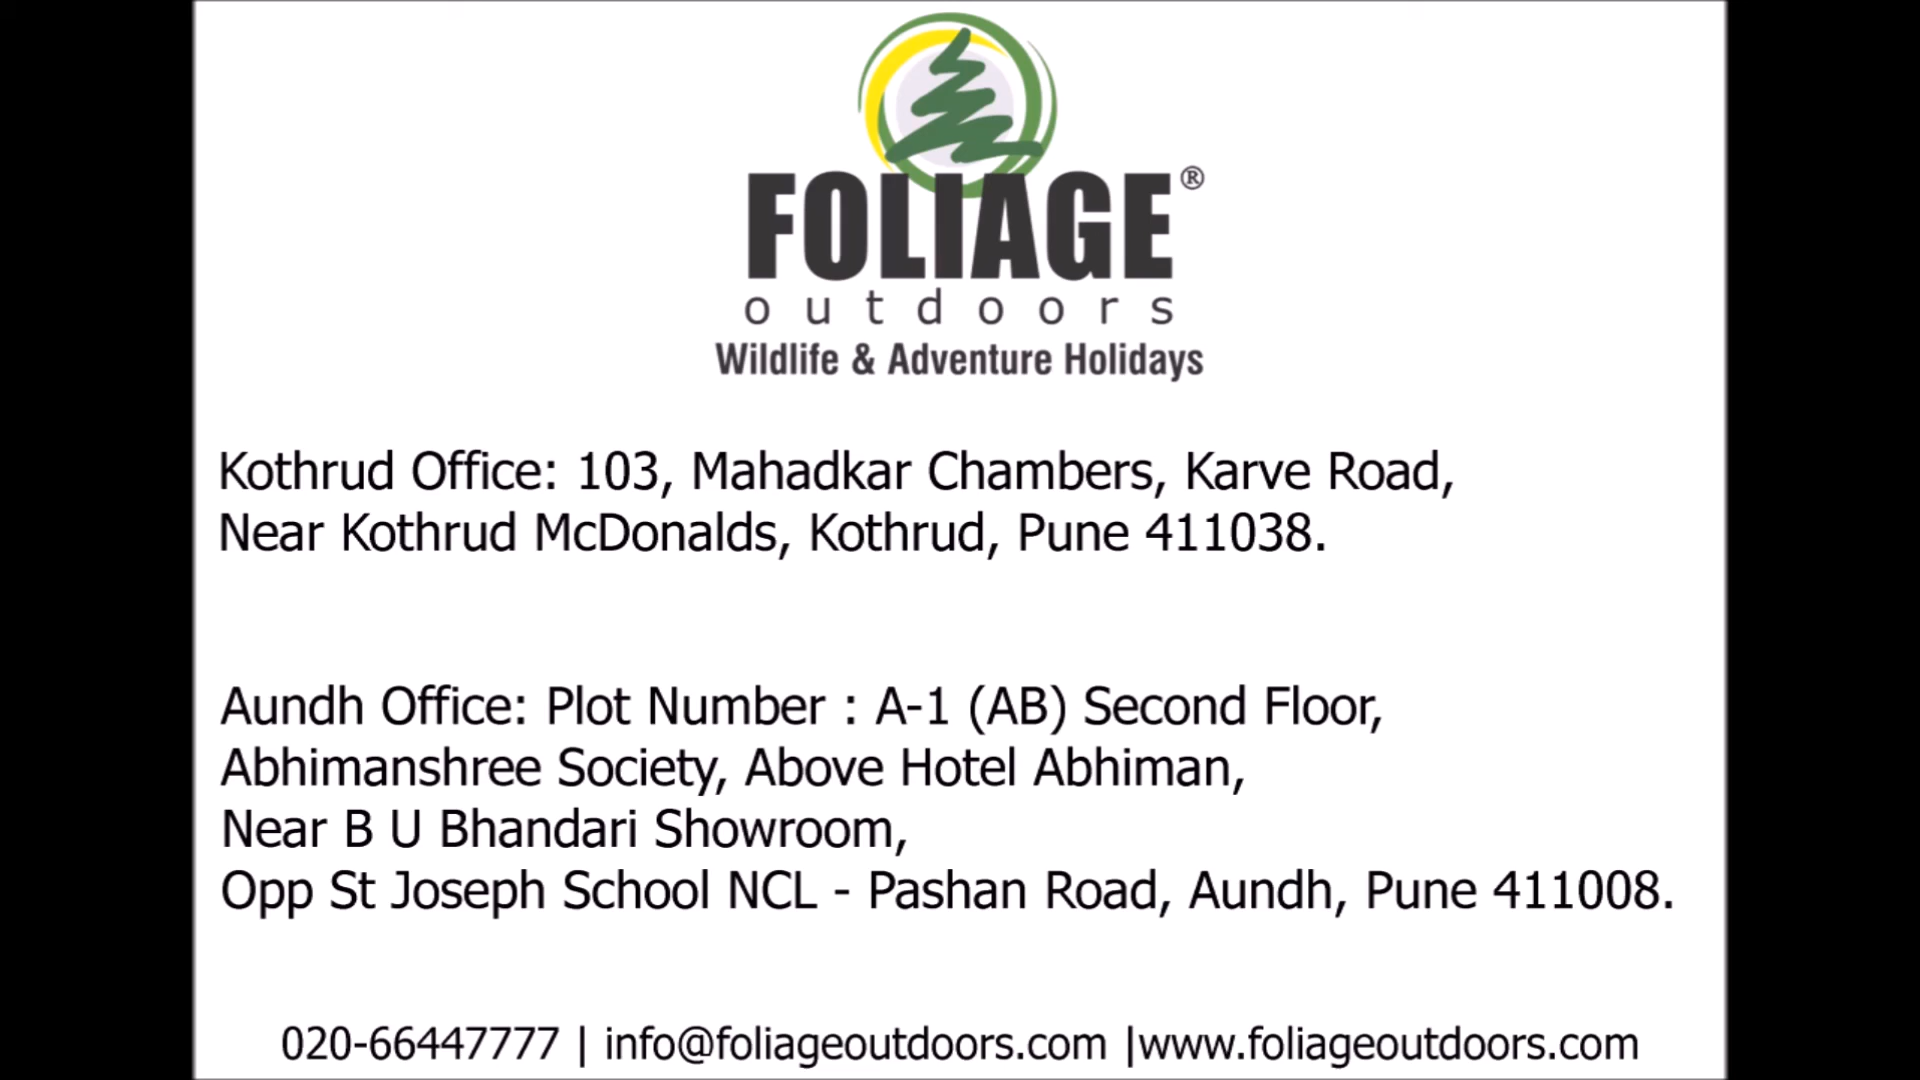 FOLIAGE®
outdoors
Wildlife & Adventure Holidays
Kothrud Office: 103, Mahadkar Chambers, Karve Road,
Near Kothrud McDonalds, Kothrud, Pune 411038.
Aundh Office: Plot Number : A-1 (AB) Second Floor,
Abhimanshree Society, Above Hotel Abhiman,
Near B U Bhandari Showroom,
Opp St Joseph School NCL - Pashan Road, Aundh, Pune 411008.
020-66447777 | info@foliageoutdoors.com |www.foliageoutdoors.com